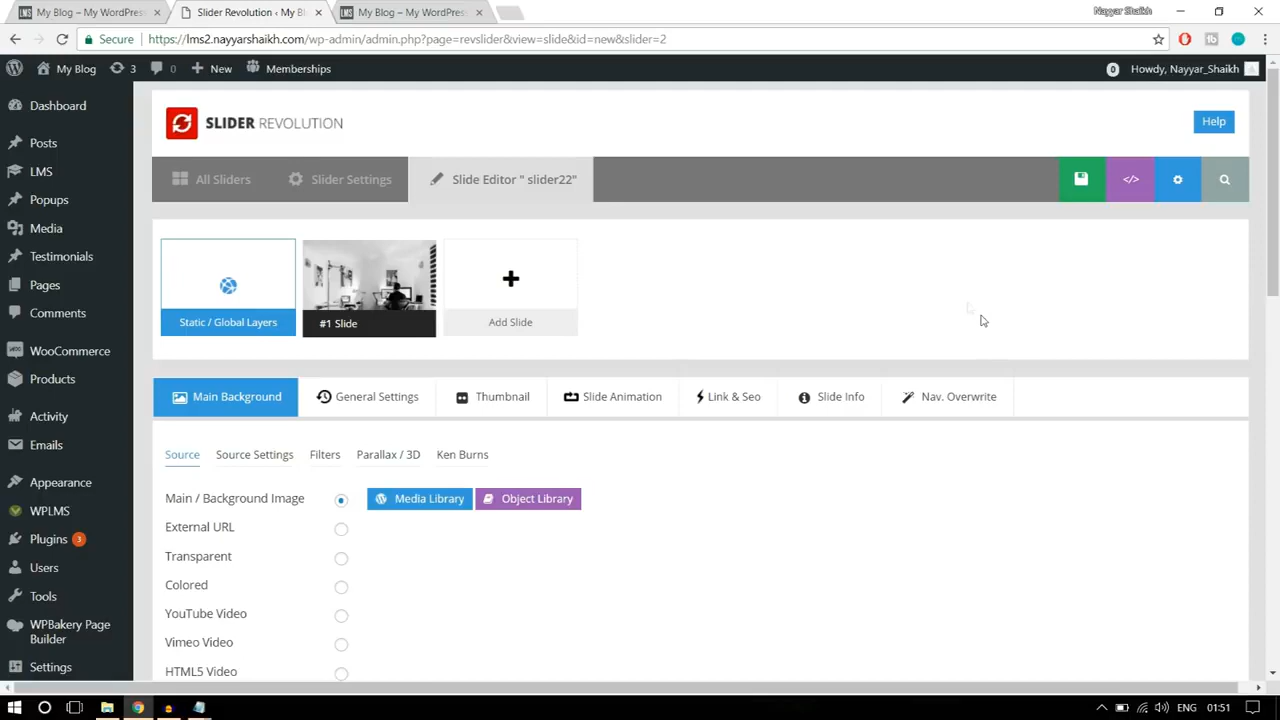 My Blog – My WordPre
Slider Revolution ‹ My Bl
My Blog – My WordPres
Nayyar Shaikh
Secure
https://lms2.nayyarshaikh.com/wp-admin/admin.php?page=revslider&view=slide&id=new&slider=2
My Blog
3
0
New
Memberships
0
Howdy, Nayyar_Shaikh
Dashboard
Posts
LMS
Popups
Media
Testimonials
Pages
Comments
WooCommerce
Products
Activity
Emails
Appearance
WPLMS
Plugins 3
Users
Tools
WPBakery Page
Builder
Settings
SLIDER REVOLUTION
Help
All Sliders
Slider Settings
Slide Editor " slider22"
</>
Static / Global Layers
#1 Slide
Add Slide
Main Background
General Settings
Thumbnail
Slide Animation
Link & Seo
Slide Info
Nav. Overwrite
Source
Source Settings
Filters
Parallax / 3D
Ken Burns
Main / Background Image
Media Library
Object Library
External URL
Transparent
Colored
YouTube Video
Vimeo Video
HTML5 Video
ENG
01:51